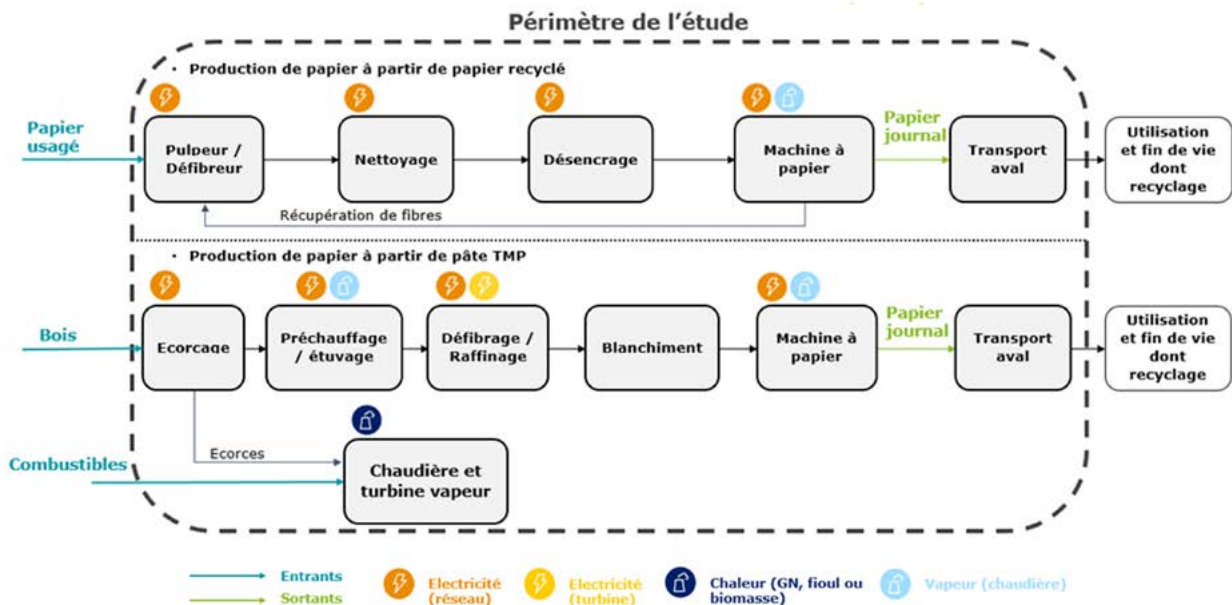 Périmètre de l'étude
• Production de papier à partir de papier recyclé
Papier
usagé
Pulpeur /
Défibreur
Nettoyage
Désencrage
Machine à
papier
Papier
journal
Transport
aval
Utilisation
et fin de vie
dont
recyclage
Récupération de fibres
• Production de papier à partir de pâte TMP
Bois
Ecorcage
Préchauffage
/ étuvage
Défibrage /
Raffinage
Blanchiment
Machine à
papier
Papier
journal
Transport
aval
Utilisation
et fin de vie
dont
recyclage
Ecorces
Combustibles
Chaudière et
turbine vapeur
Entrants
Sortants
Electricité
(réseau)
Electricité
(turbine)
Chaleur (GN, fioul ou
biomasse)
Vapeur (chaudière)